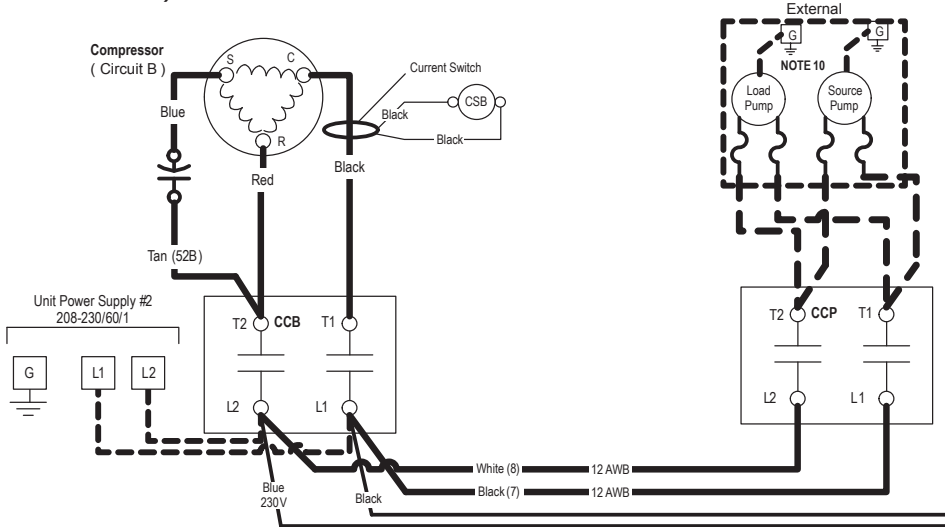 External
Compressor
( Circuit B )
S
C
R
Current Switch
Black
CSB
Black
Blue
Red
Black
Tan (52B)
G
G
NOTE 10
Load
Pump
Source
Pump
Unit Power Supply #2
208-230/60/1
G
L1
L2
T2
CCB
T1
L2
L1
T2
CCP
T1
L2
L1
White (8)
12 AWB
Black (7)
12 AWB
Blue
230V
Black